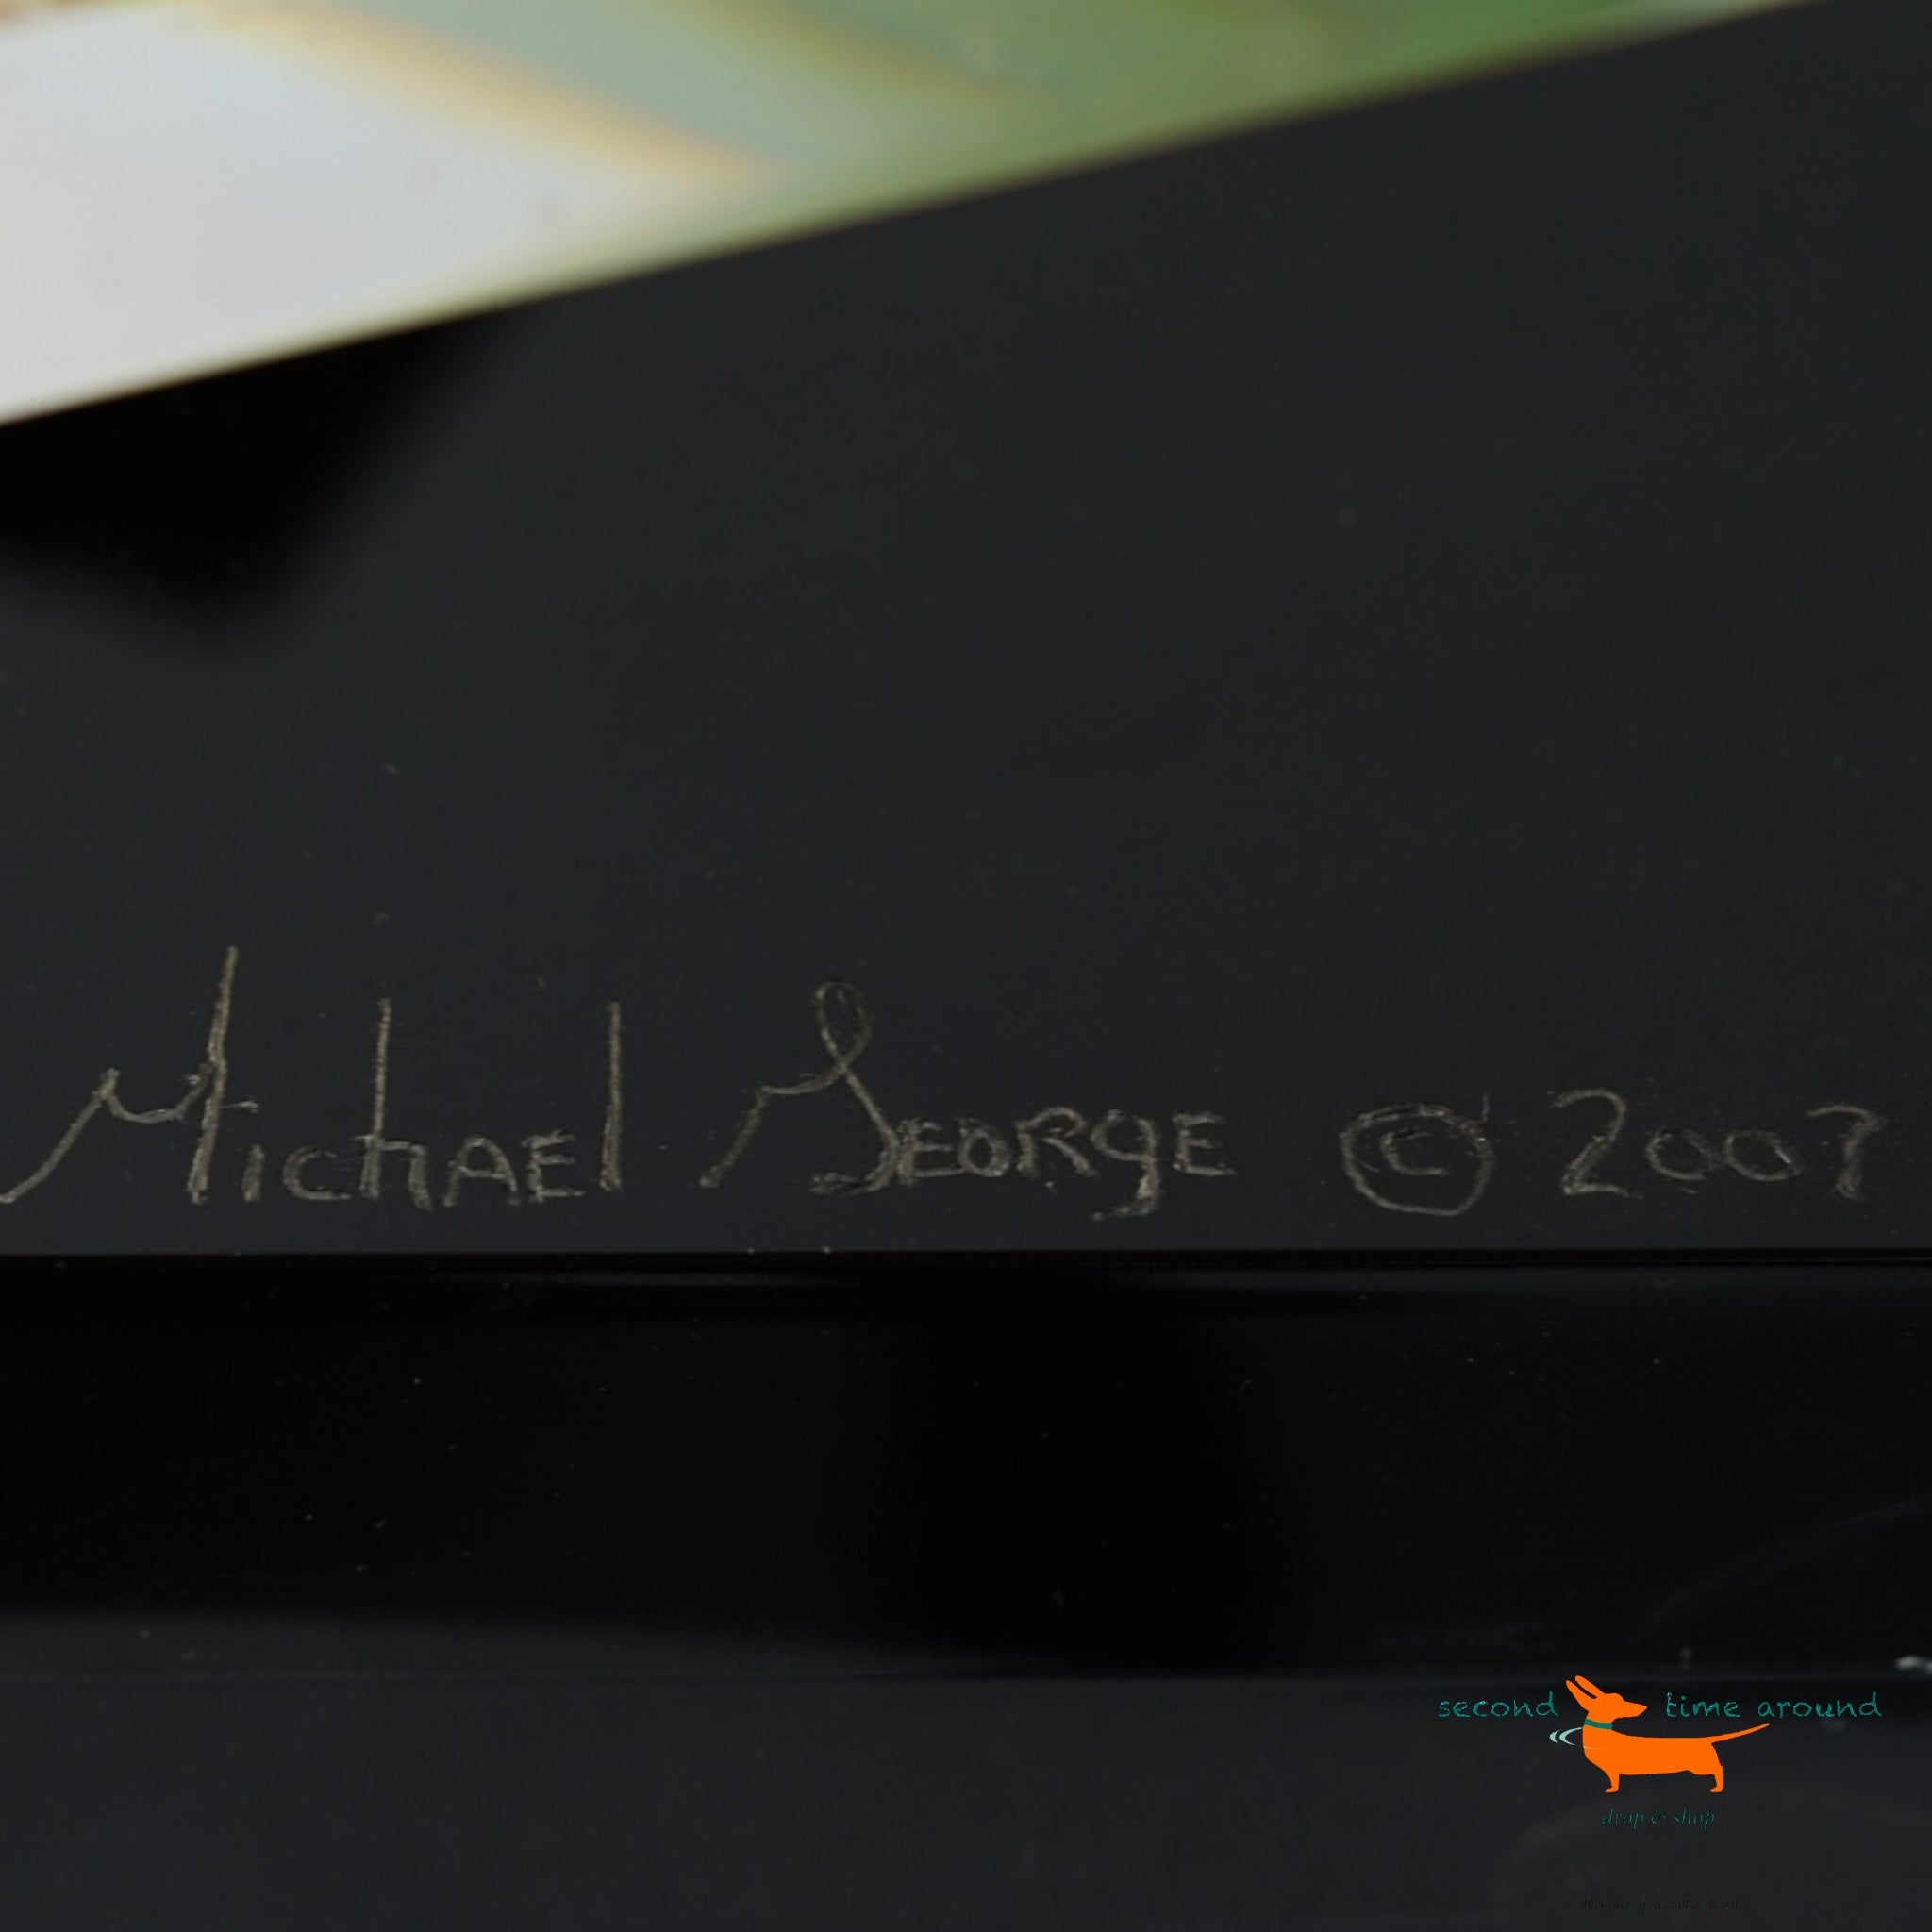 Michael George © 2007
second time around
drop & shop